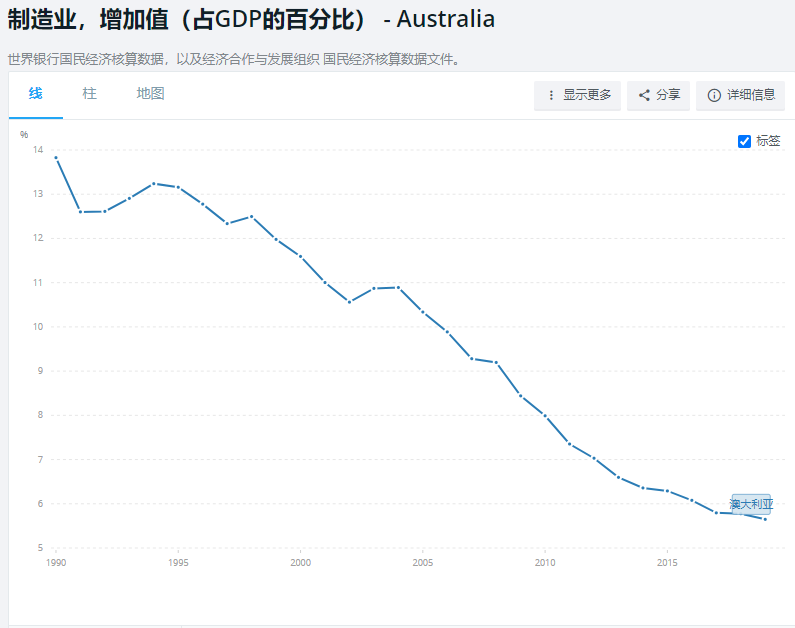 制造业，增加值（占GDP的百分比） - Australia
世界银行国民经济核算数据，以及经济合作与发展组织 国民经济核算数据文件。
线 柱 地图 显示更多 分享 详细信息
%
标签
14
13
12
11
10
9
8
7
6
澳大利亚
5
1990 1995 2000 2005 2010 2015